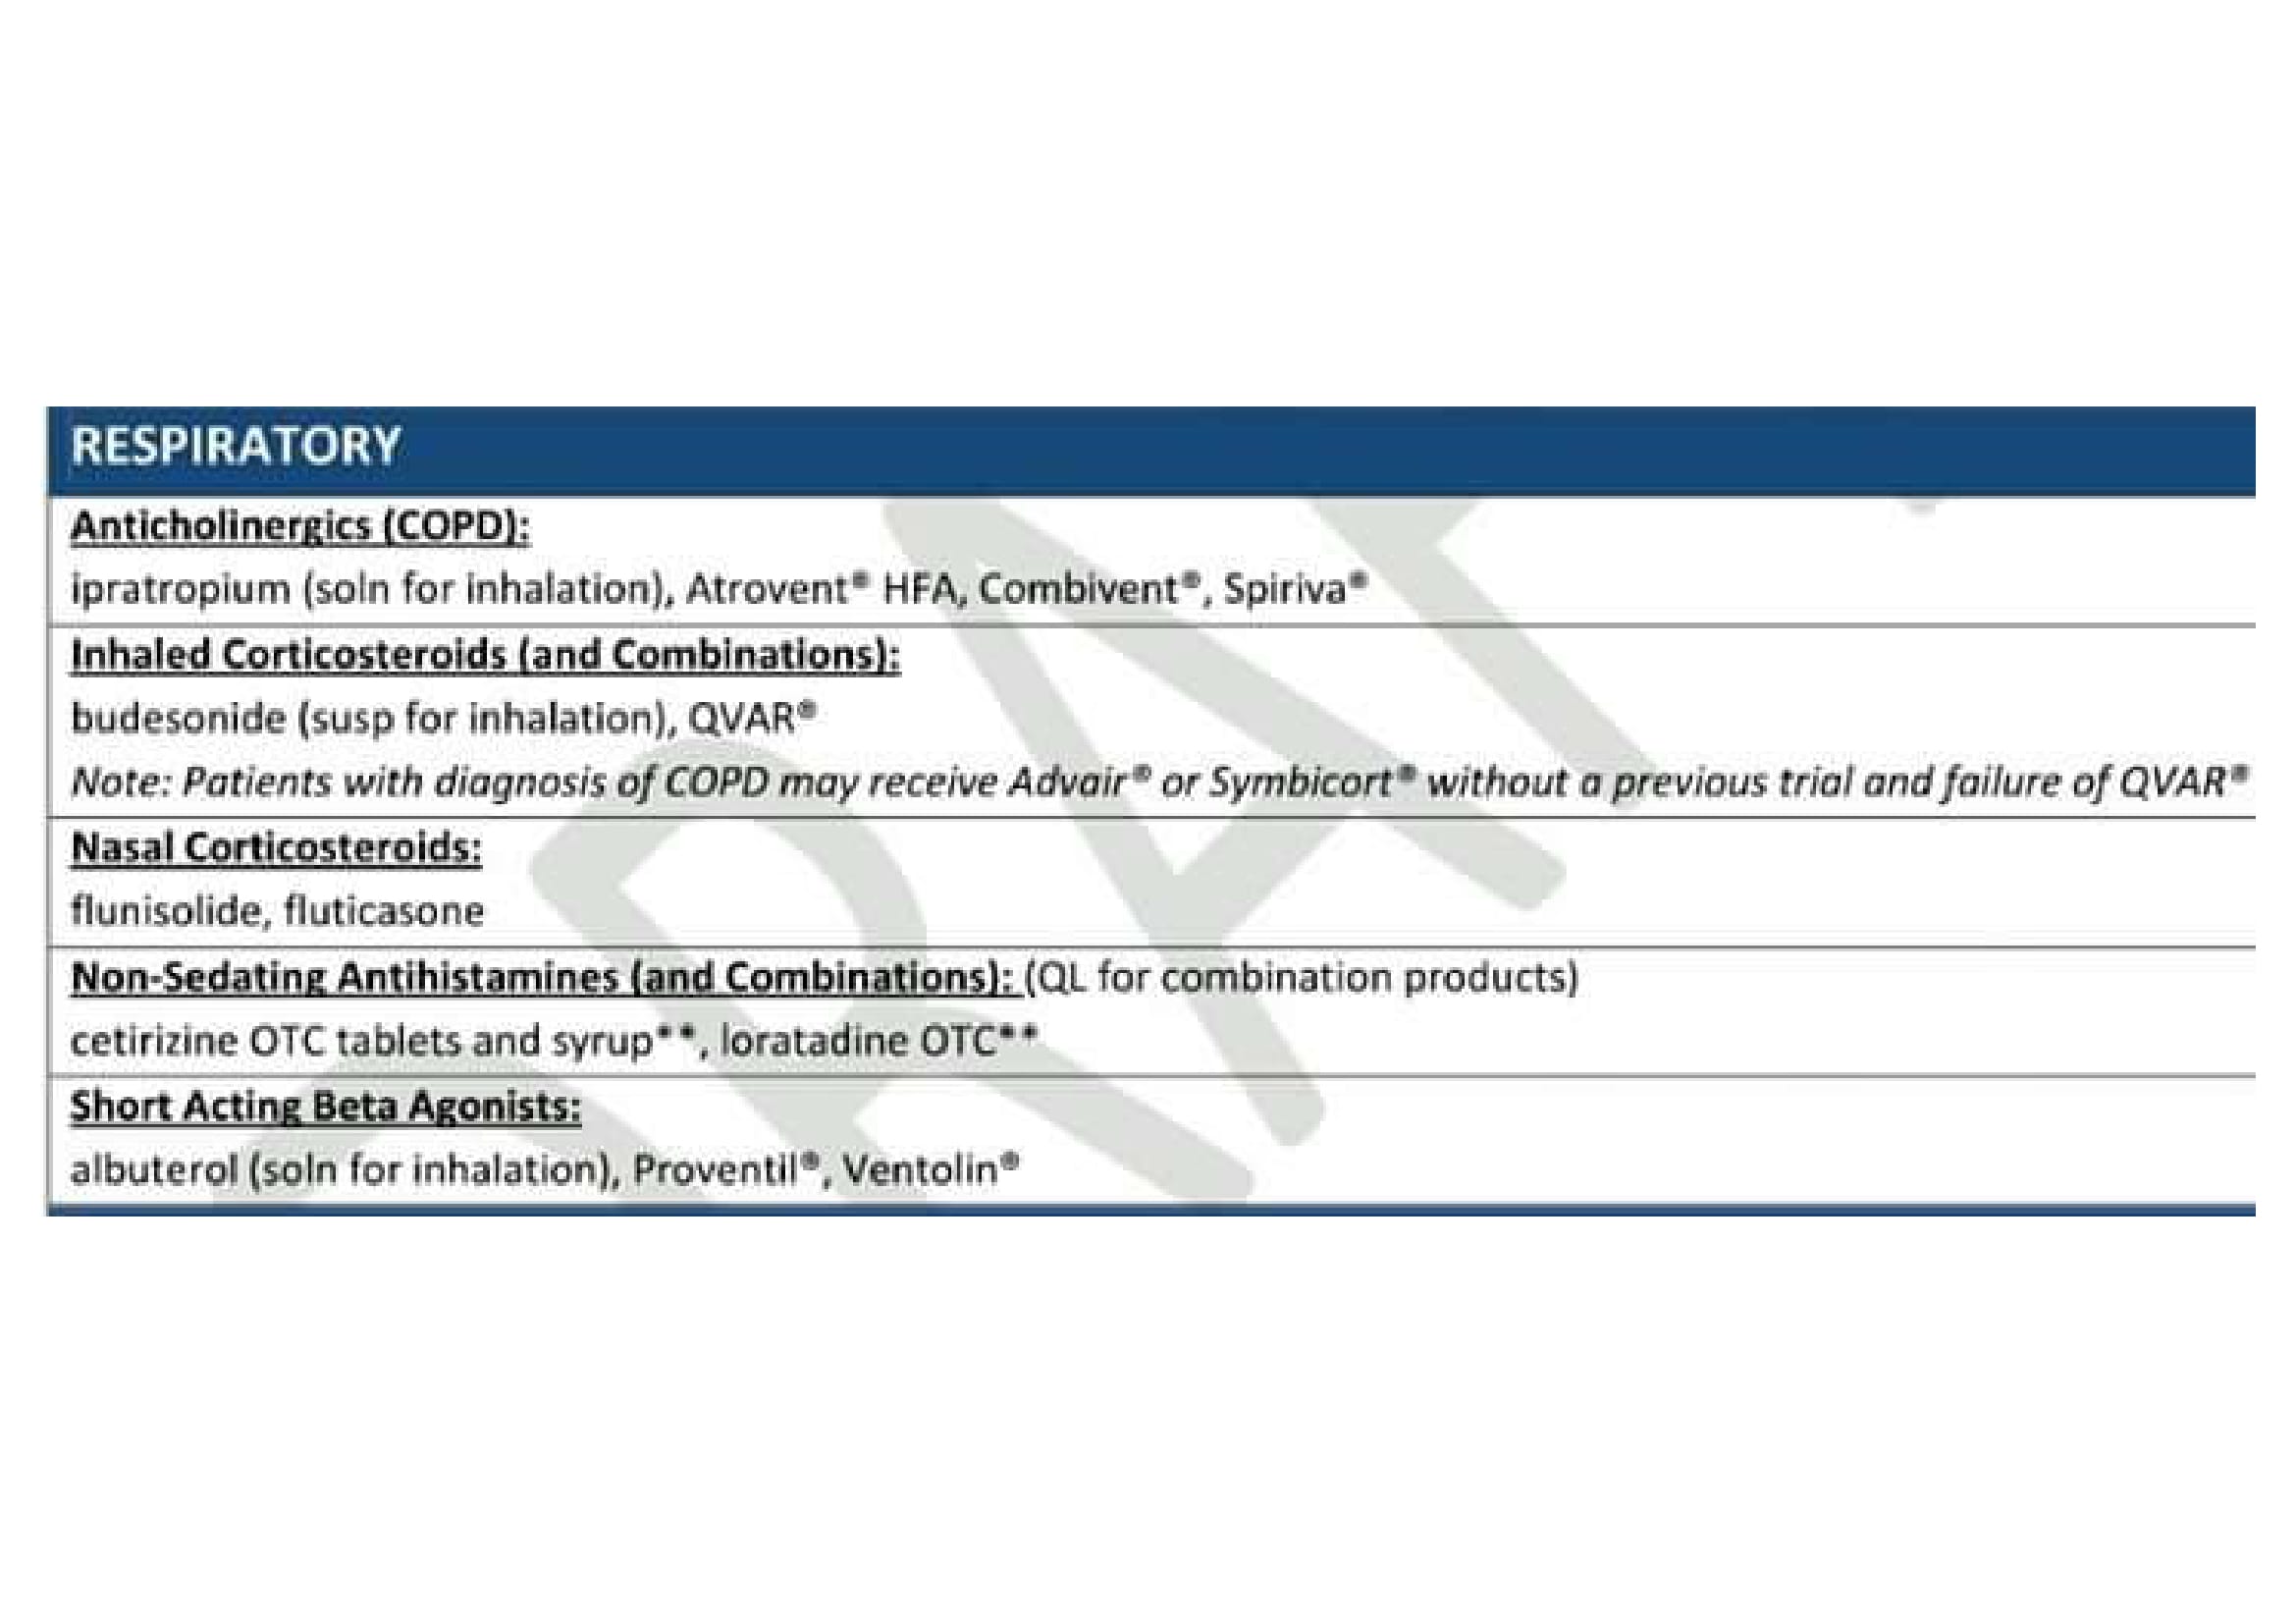 RESPIRATORY
Anticholinergics (COPD):
ipratropium (soln for inhalation), Atrovent® HFA, Combivent®, Spiriva®
Inhaled Corticosteroids (and Combinations):
budesonide (susp for inhalation), QVAR®
Note: Patients with diagnosis of COPD may receive Advair® or Symbicort® without a previous trial and failure of QVAR®
Nasal Corticosteroids:
flunisolide, fluticasone
Non-Sedating Antihistamines (and Combinations): (QL for combination products)
cetirizine OTC tablets and syrup**, loratadine OTC**
Short Acting Beta Agonists:
albuterol (soln for inhalation), Proventil®, Ventolin®